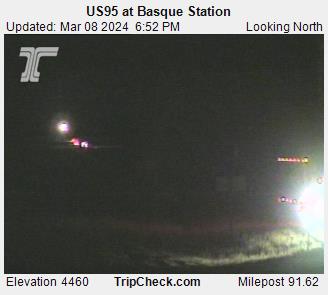 US95 at Basque Station
Updated: Mar 08 2024 6:52 PM Looking North
Elevation 4460 TripCheck.com Milepost 91.62